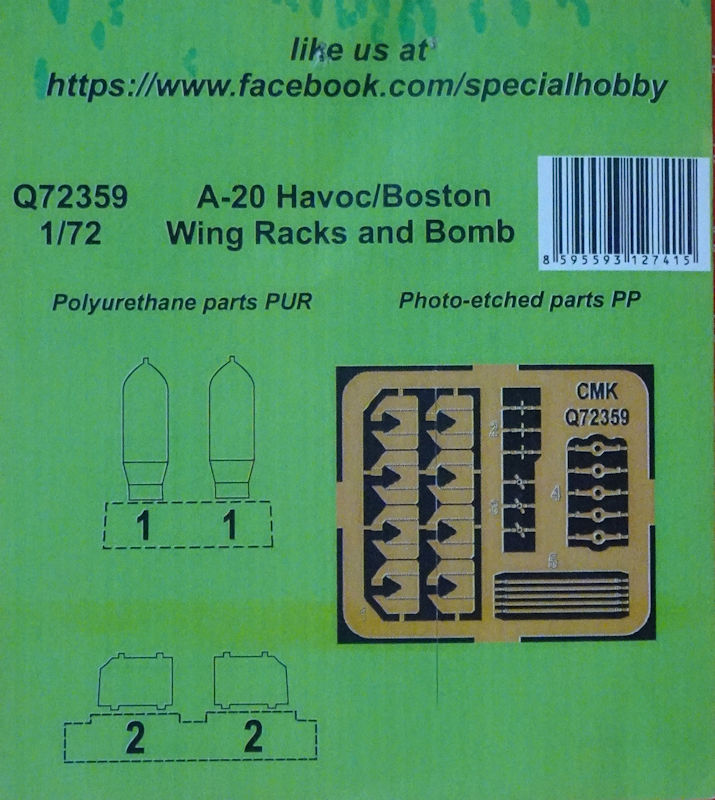 like us at
https://www.facebook.com/specialhobby
Q72359 A-20 Havoc/Boston
1/72 Wing Racks and Bomb
8 595593 127415
Polyurethane parts PUR Photo-etched parts PP
CMK
Q72359
2
3
4
5
1 1
2 2